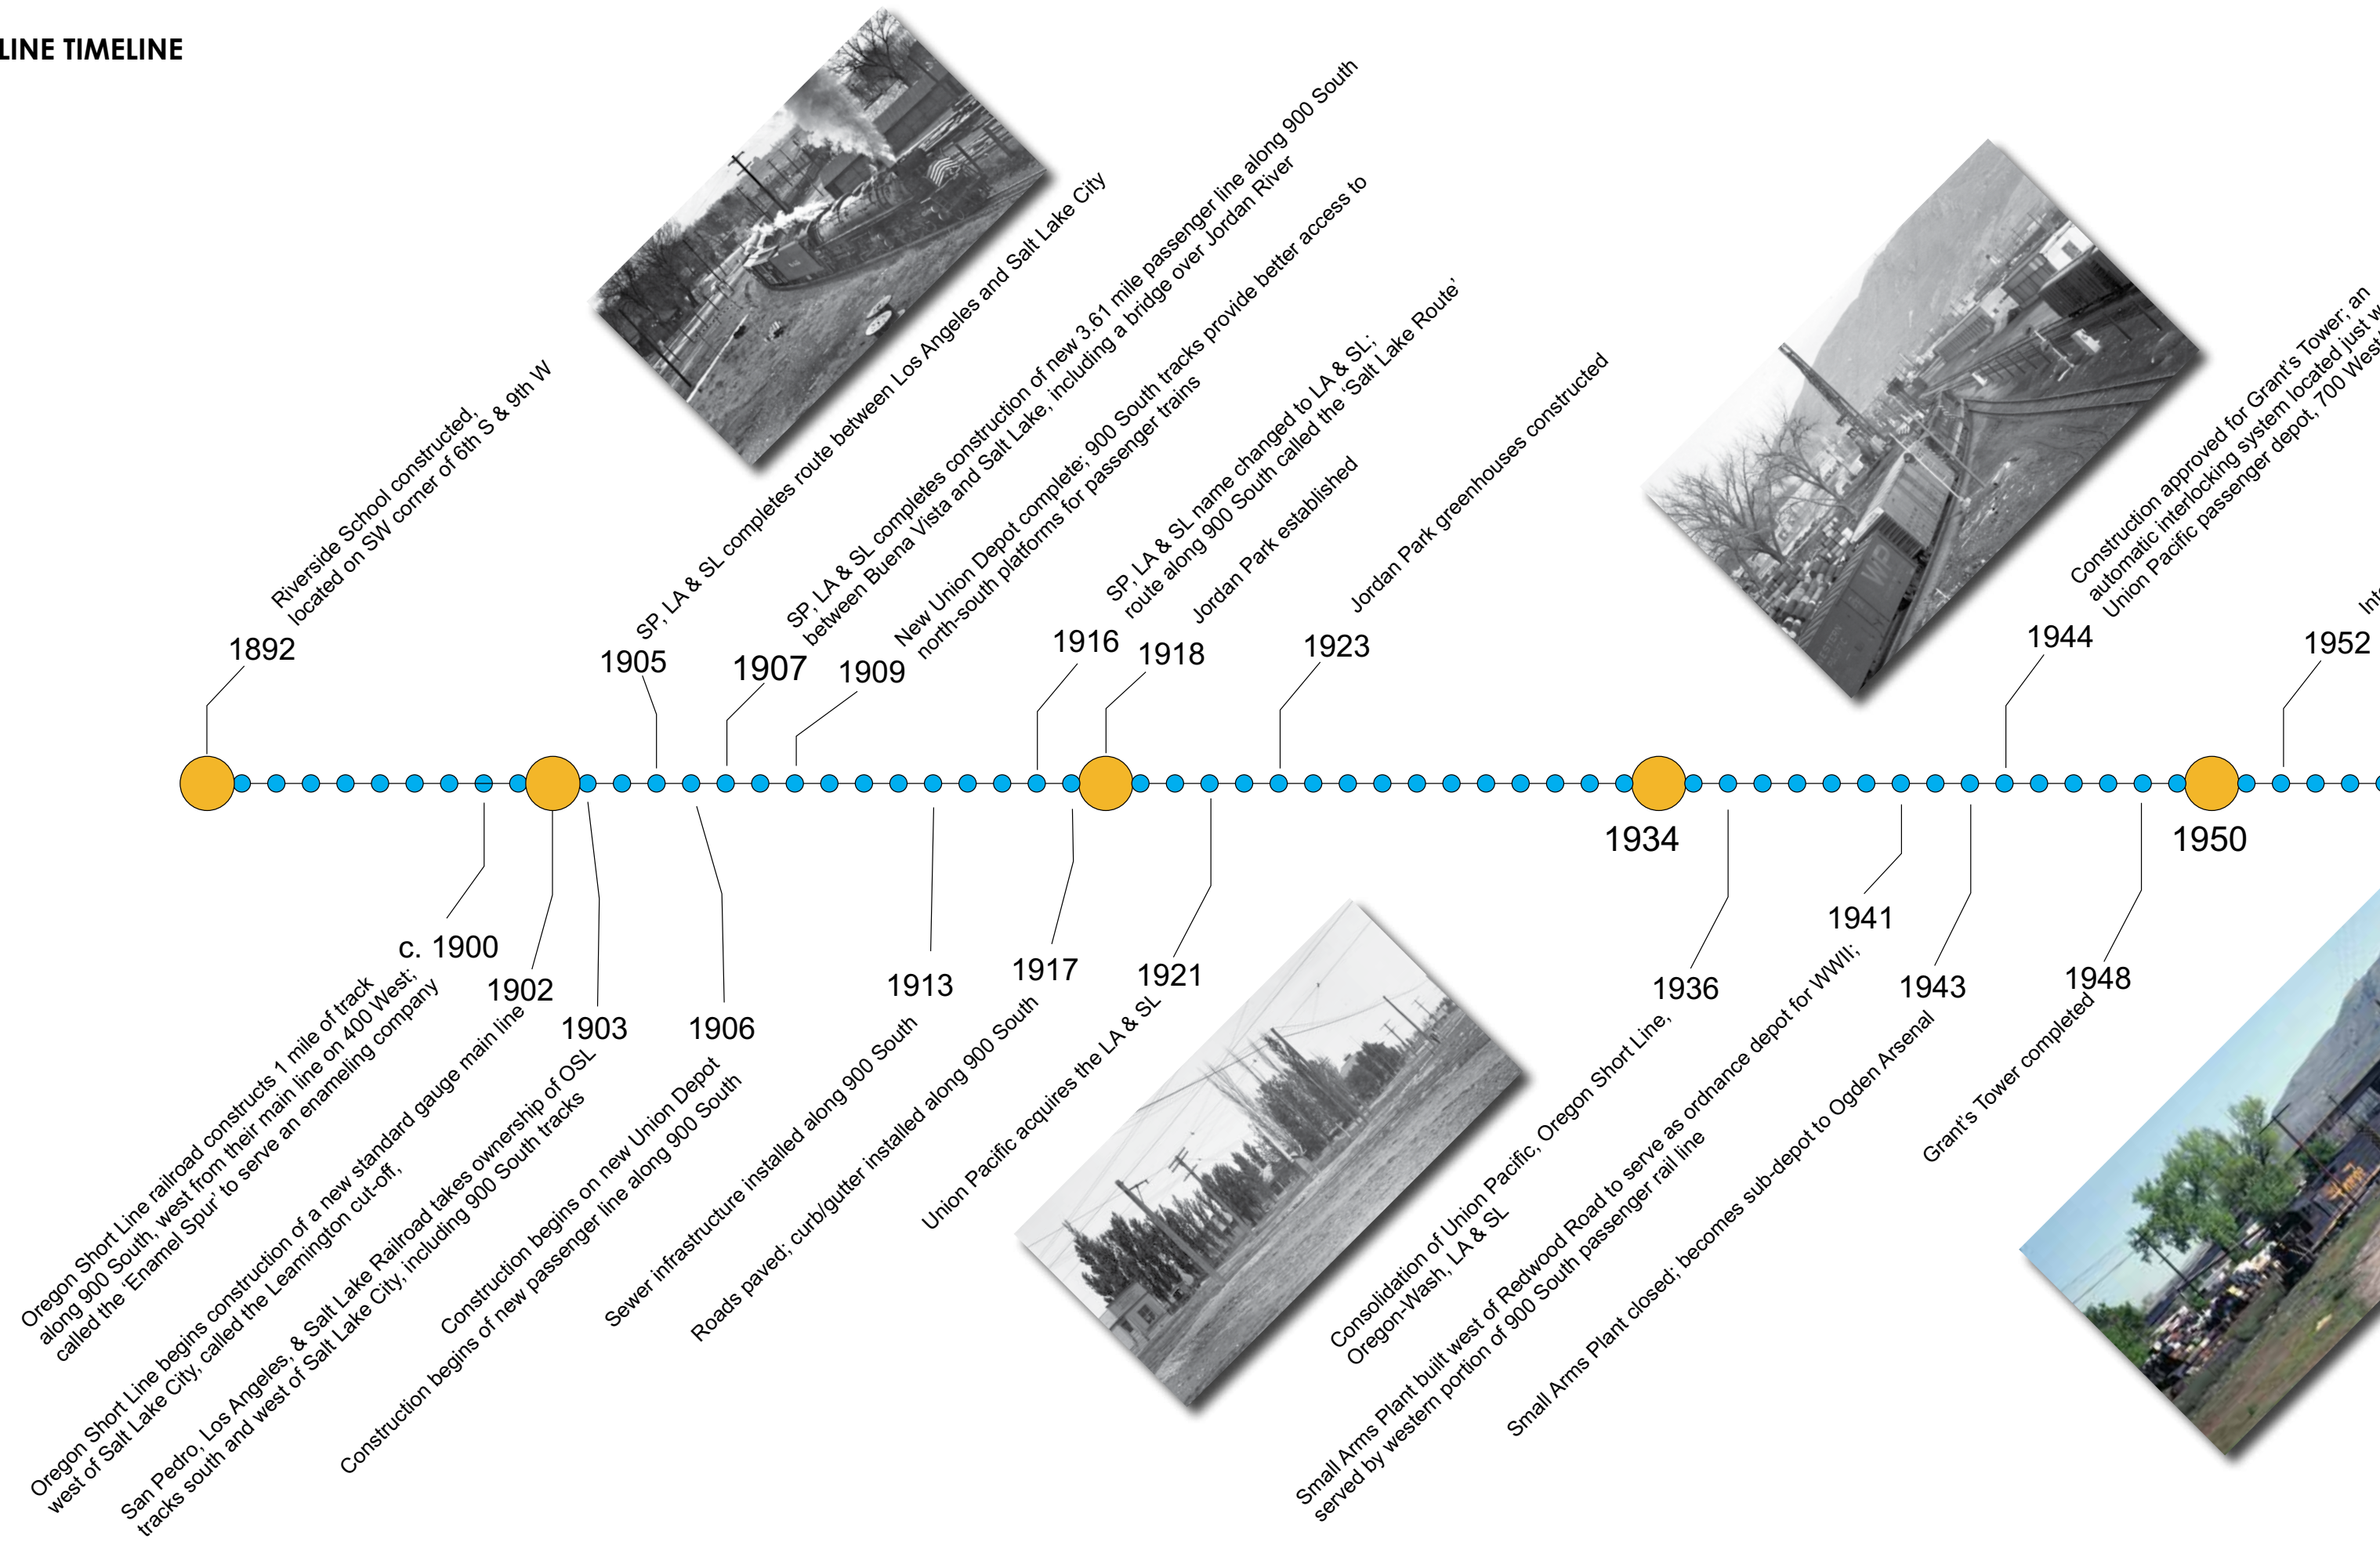 LINE TIMELINE
Riverside School constructed,
located on SW corner of 6th S & 9th W
1892
SP, LA & SL completes route between Los Angeles and Salt Lake City
1905
SP, LA & SL completes construction of new 3.61 mile passenger line along 900 South
between Buena Vista and Salt Lake, including a bridge over Jordan River
1907
New Union Depot complete; 900 South tracks provide better access to
north-south platforms for passenger trains
1909
SP, LA & SL name changed to LA & SL;
route along 900 South called the 'Salt Lake Route'
1916
Jordan Park established
1918
Jordan Park greenhouses constructed
1923
Construction approved for Grant's Tower; an
automatic interlocking system located just
Union Pacific passenger depot, 700 West
1944
1952
1934
1950
c. 1900
Oregon Short Line railroad constructs 1 mile of track
along 900 South, west from their main line on 400 West;
called the 'Enamel Spur' to serve an enameling company
1902
Oregon Short Line begins construction of a new standard gauge main line
west of Salt Lake City, called the Leamington cut-off,
1903
San Pedro, Los Angeles, & Salt Lake Railroad takes ownership of OSL
tracks south and west of Salt Lake City, including 900 South tracks
1906
Construction begins on new Union Depot
Construction begins of new passenger line along 900 South
1913
Sewer infrastructure installed along 900 South
1917
Roads paved; curb/gutter installed along 900 South
1921
Union Pacific acquires the LA & SL
1936
Consolidation of Union Pacific, Oregon Short Line,
Oregon-Wash, LA & SL
1941
Small Arms Plant built west of Redwood Road to serve as ordnance depot for WWII;
served by western portion of 900 South passenger rail line
1943
Small Arms Plant closed; becomes sub-depot to Ogden Arsenal
1948
Grant's Tower completed
WP